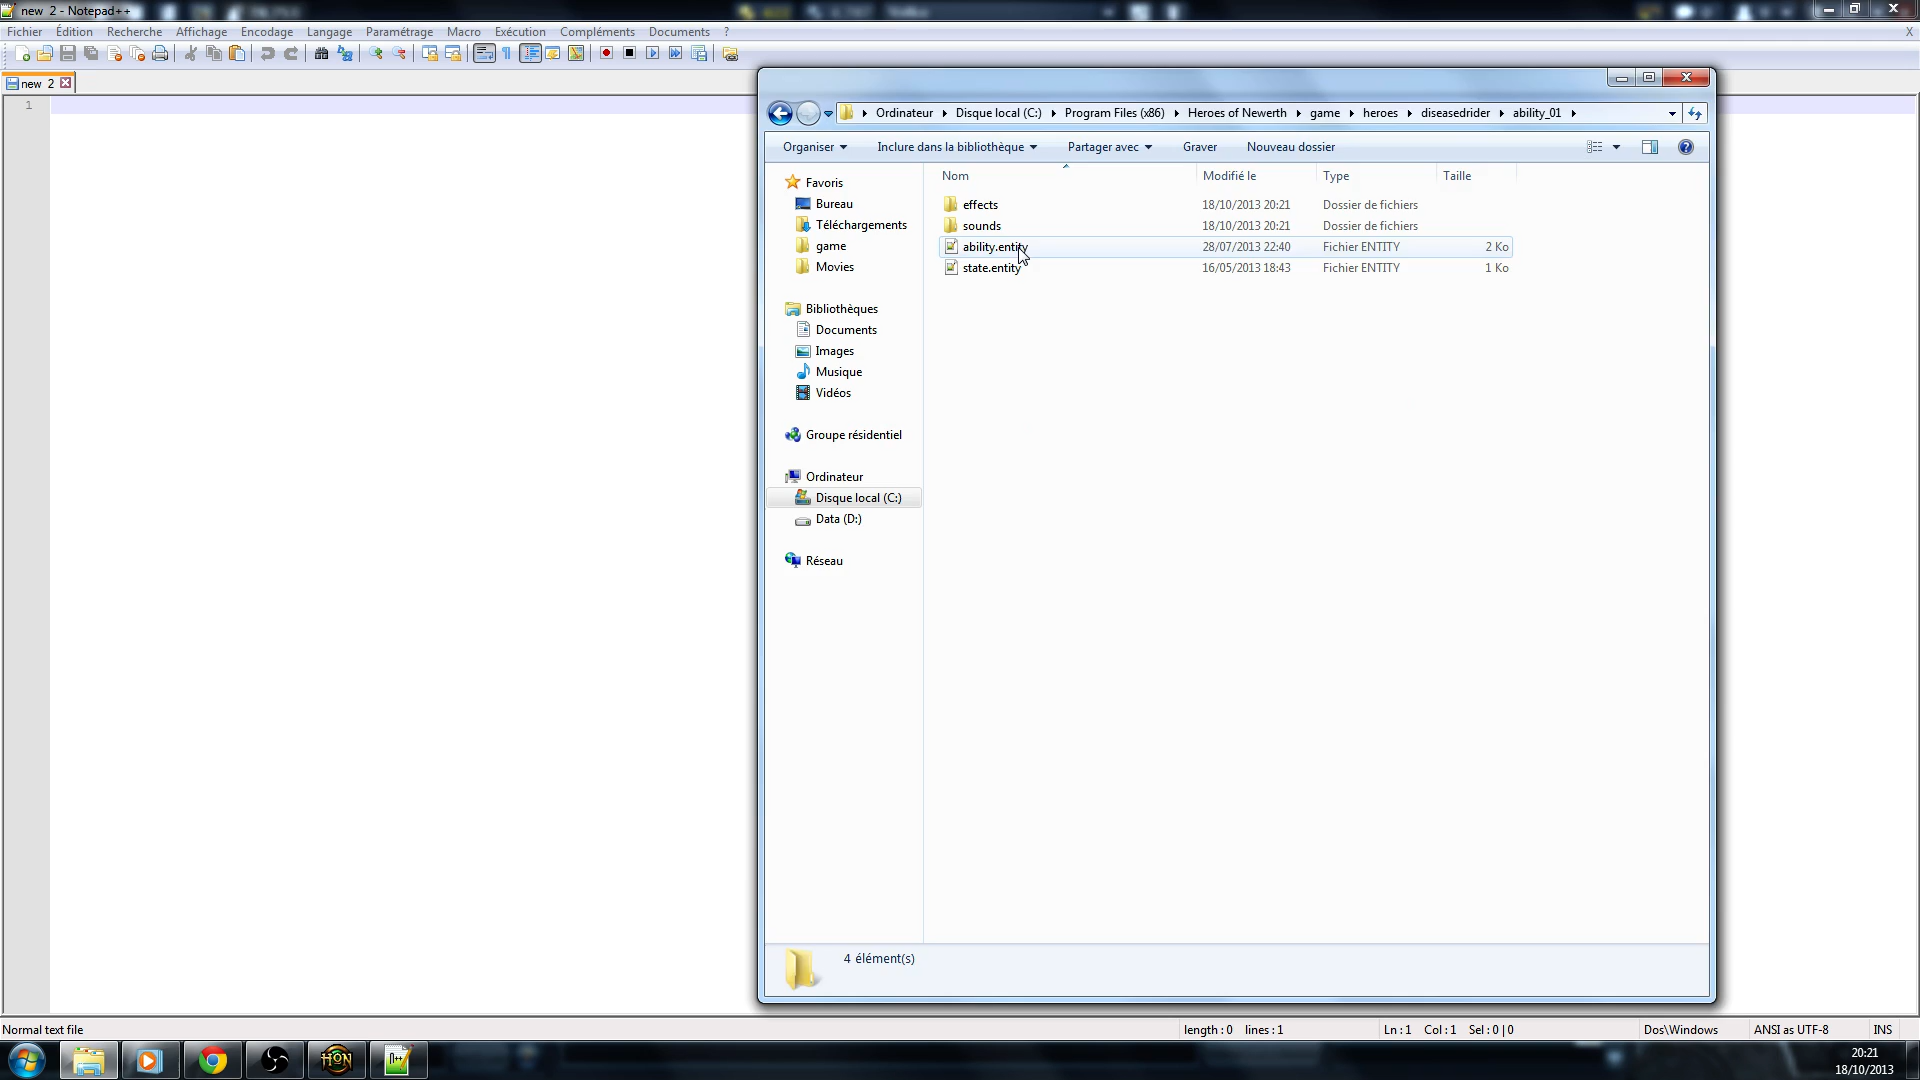 new  2 - Notepad++
Fichier Édition Recherche Affichage Encodage Langage Paramétrage Macro Exécution Compléments Documents ? X
new  2
1
Ordinateur Disque local (C:) Program Files (x86) Heroes of Newerth game heroes diseasedrider ability_01
Organiser Inclure dans la bibliothèque Partager avec Graver Nouveau dossier
Nom Modifié le Type Taille
Favoris
Bureau
Téléchargements
game
Movies
Bibliothèques
Documents
Images
Musique
Vidéos
Groupe résidentiel
Ordinateur
Disque local (C:)
Data (D:)
Réseau
effects 18/10/2013 20:21 Dossier de fichiers
sounds 18/10/2013 20:21 Dossier de fichiers
ability.entity 28/07/2013 22:40 Fichier ENTITY 2 Ko
state.entity 16/05/2013 18:43 Fichier ENTITY 1 Ko
4 élément(s)
Normal text file length : 0 lines : 1 Ln : 1 Col : 1 Sel : 0 | 0 Dos\Windows ANSI as UTF-8 INS
HON
20:21
18/10/2013